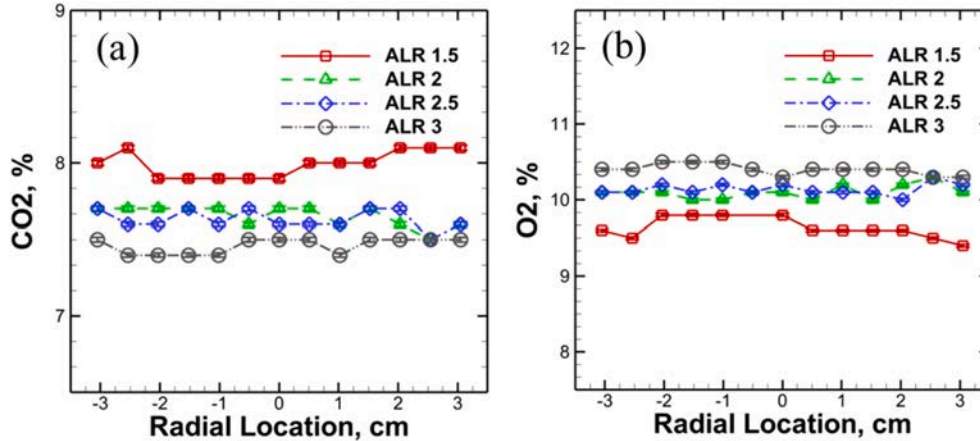 (a)
ALR 1.5
ALR 2
ALR 2.5
ALR 3
9
8
7
CO2, %
-3 -2 -1 0 1 2 3
Radial Location, cm
(b)
ALR 1.5
ALR 2
ALR 2.5
ALR 3
12
11
10
9
8
O2, %
-3 -2 -1 0 1 2 3
Radial Location, cm